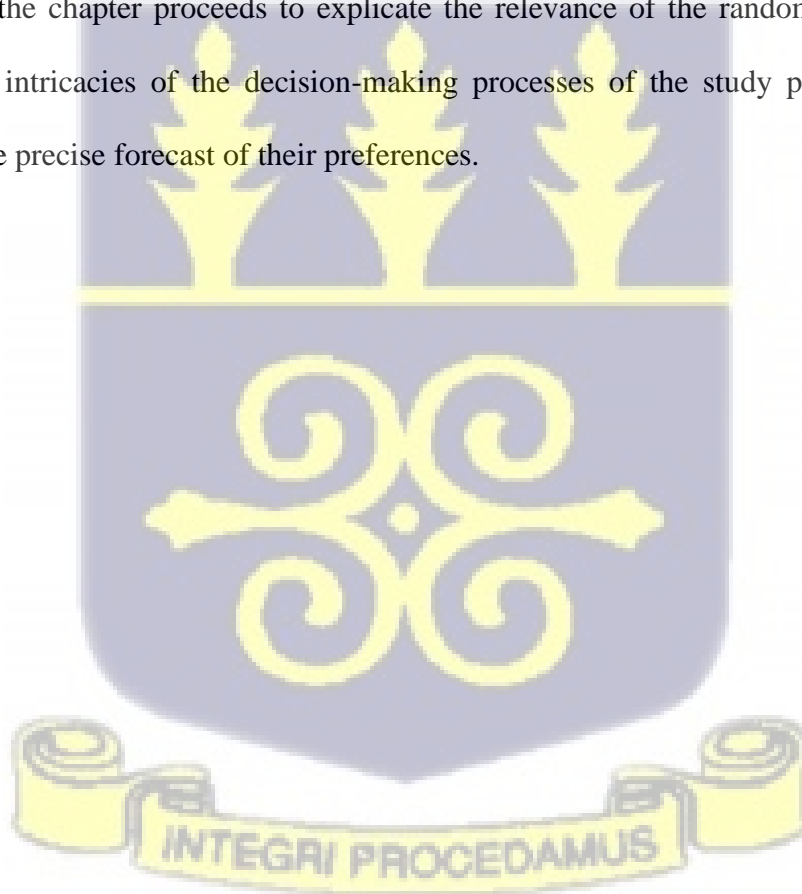 the chapter proceeds to explicate the relevance of the random
intricacies of the decision-making processes of the study p
e precise forecast of their preferences.
INTEGRI PROCEDAMUS